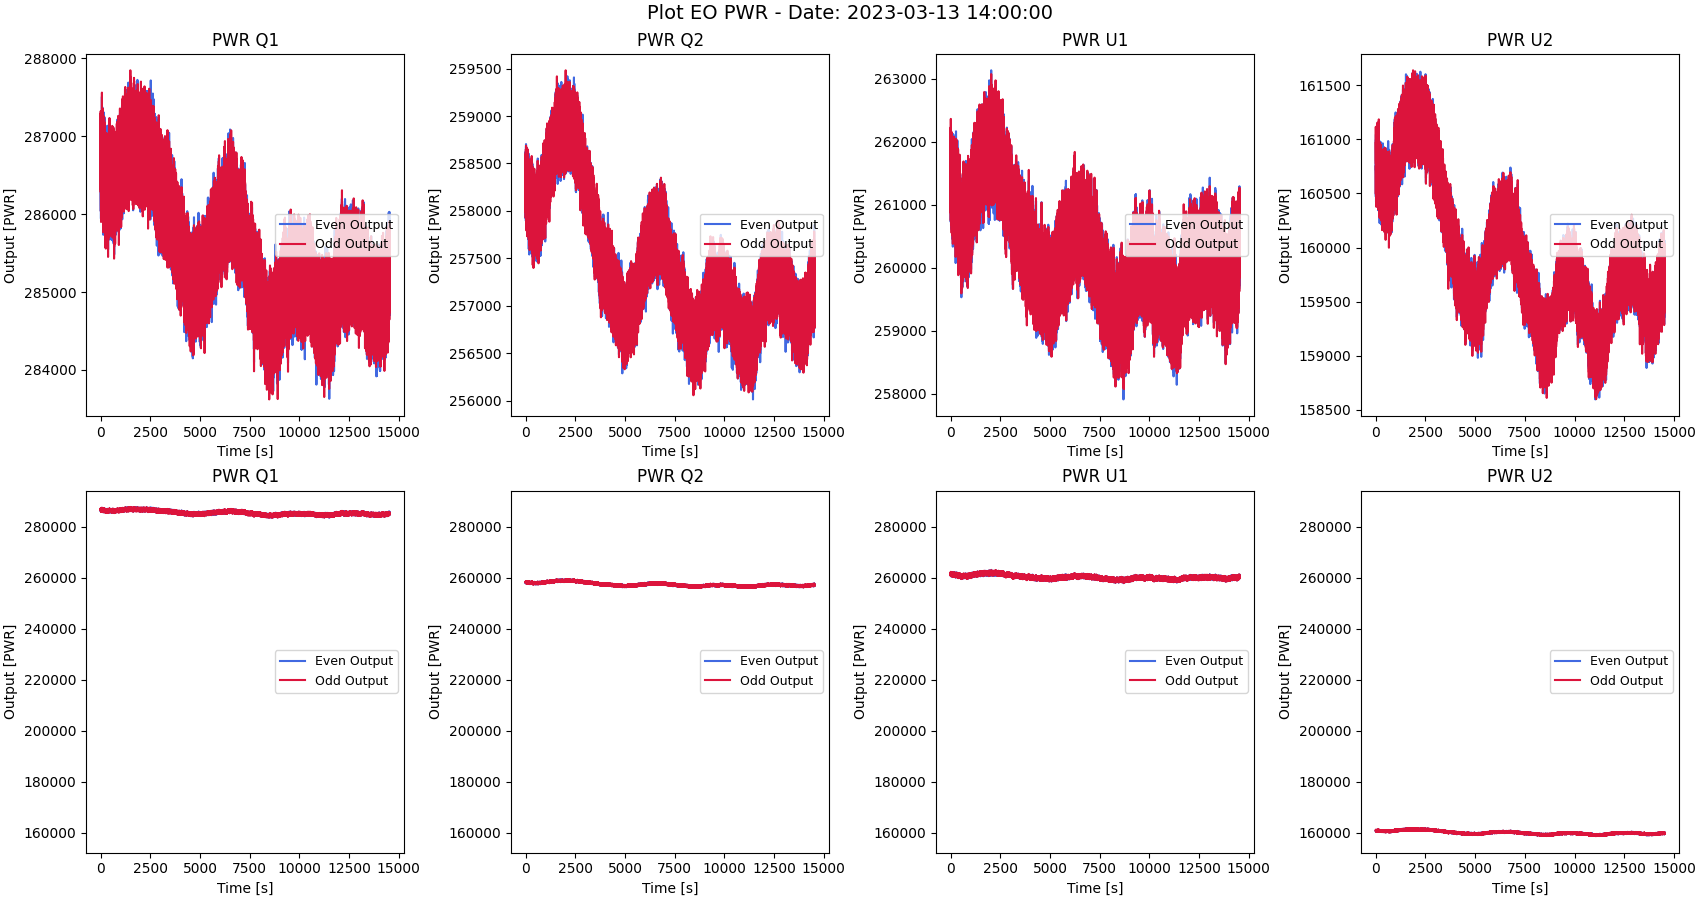 Plot EO PWR - Date: 2023-03-13 14:00:00
PWR Q1
Output [PWR]
288000
287000
286000
285000
284000
Even Output
Odd Output
0 2500 5000 7500 10000 12500 15000
Time [s]
PWR Q2
Output [PWR]
259500
259000
258500
258000
257500
257000
256500
256000
Even Output
Odd Output
0 2500 5000 7500 10000 12500 15000
Time [s]
PWR U1
Output [PWR]
263000
262000
261000
260000
259000
258000
Even Output
Odd Output
0 2500 5000 7500 10000 12500 15000
Time [s]
PWR U2
Output [PWR]
161500
161000
160500
160000
159500
159000
158500
Even Output
Odd Output
0 2500 5000 7500 10000 12500 15000
Time [s]
PWR Q1
Output [PWR]
280000
260000
240000
220000
200000
180000
160000
Even Output
Odd Output
0 2500 5000 7500 10000 12500 15000
Time [s]
PWR Q2
Output [PWR]
280000
260000
240000
220000
200000
180000
160000
Even Output
Odd Output
0 2500 5000 7500 10000 12500 15000
Time [s]
PWR U1
Output [PWR]
280000
260000
240000
220000
200000
180000
160000
Even Output
Odd Output
0 2500 5000 7500 10000 12500 15000
Time [s]
PWR U2
Output [PWR]
280000
260000
240000
220000
200000
180000
160000
Even Output
Odd Output
0 2500 5000 7500 10000 12500 15000
Time [s]